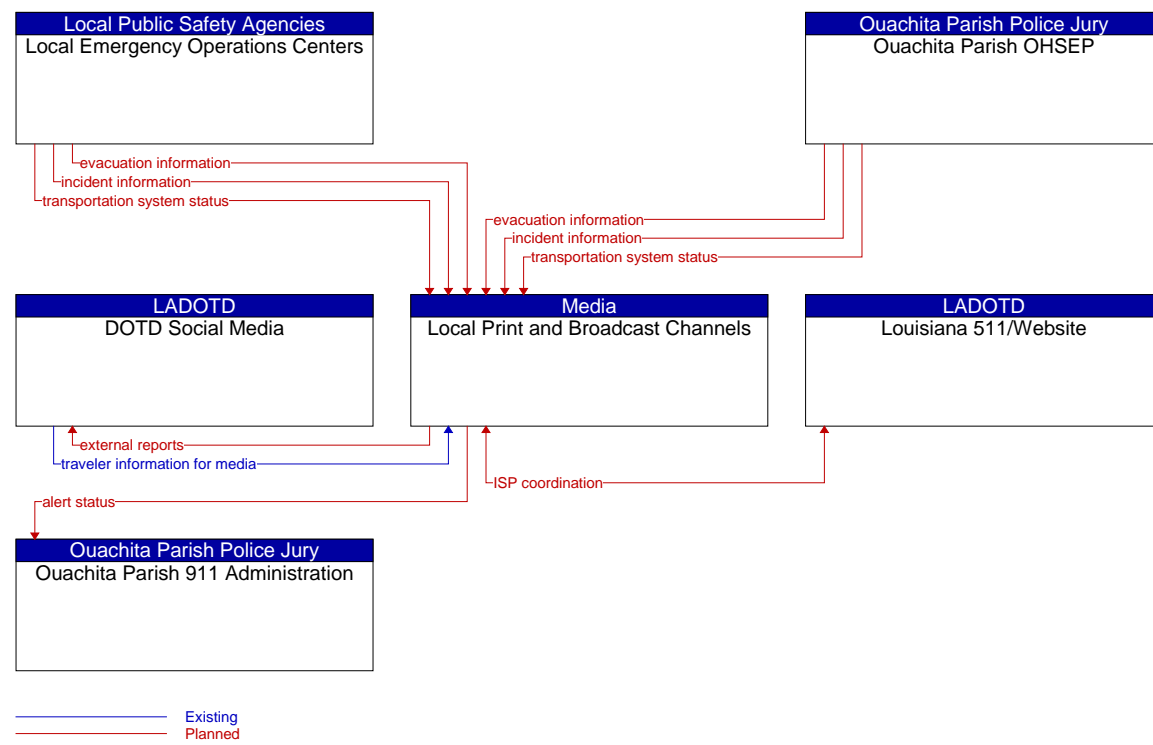 Local Public Safety Agencies
Local Emergency Operations Centers
Ouachita Parish Police Jury
Ouachita Parish OHSEP
evacuation information
incident information
transportation system status
evacuation information
incident information
transportation system status
LADOTD
DOTD Social Media
Media
Local Print and Broadcast Channels
LADOTD
Louisiana 511/Website
external reports
traveler information for media
ISP coordination
alert status
Ouachita Parish Police Jury
Ouachita Parish 911 Administration
Existing
Planned